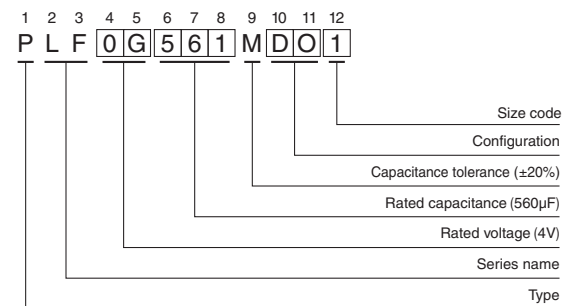 1 2 3 4 5 6 7 8 9 10 11 12
P L F 0 G 5 6 1 M D O 1
Size code
Configuration
Capacitance tolerance (±20%)
Rated capacitance (560µF)
Rated voltage (4V)
Series name
Type